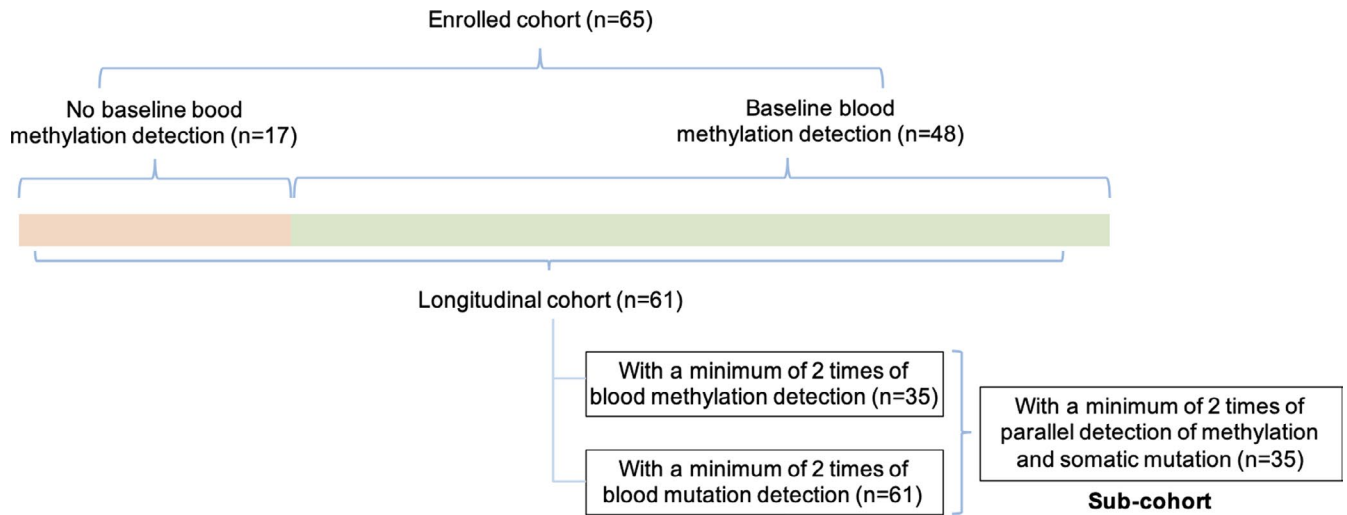 Enrolled cohort (n=65)
No baseline bood
methylation detection (n=17)
Baseline blood
methylation detection (n=48)
Longitudinal cohort (n=61)
With a minimum of 2 times of
blood methylation detection (n=35)
With a minimum of 2 times of
blood mutation detection (n=61)
With a minimum of 2 times of
parallel detection of methylation
and somatic mutation (n=35)
Sub-cohort